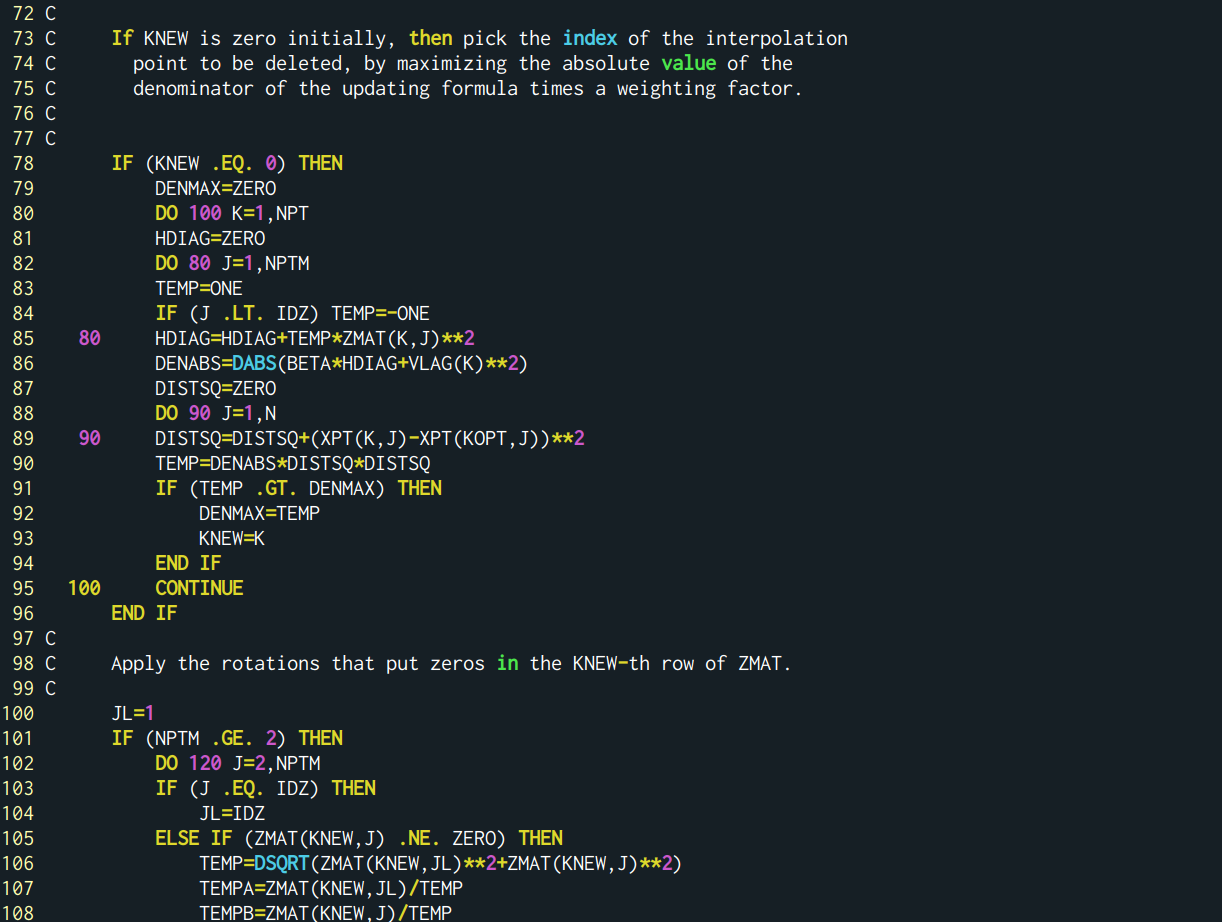 72 C
73 C     If KNEW is zero initially, then pick the index of the interpolation
74 C       point to be deleted, by maximizing the absolute value of the
75 C       denominator of the updating formula times a weighting factor.
76 C
77 C
78       IF (KNEW .EQ. 0) THEN
79           DENMAX=ZERO
80           DO 100 K=1,NPT
81           HDIAG=ZERO
82           DO 80 J=1,NPTM
83           TEMP=ONE
84           IF (J .LT. IDZ) TEMP=-ONE
85    80     HDIAG=HDIAG+TEMP*ZMAT(K,J)**2
86           DENABS=DABS(BETA*HDIAG+VLAG(K)**2)
87           DISTSQ=ZERO
88           DO 90 J=1,N
89    90     DISTSQ=DISTSQ+(XPT(K,J)-XPT(KOPT,J))**2
90           TEMP=DENABS*DISTSQ*DISTSQ
91           IF (TEMP .GT. DENMAX) THEN
92               DENMAX=TEMP
93               KNEW=K
94           END IF
95   100     CONTINUE
96       END IF
97 C
98 C     Apply the rotations that put zeros in the KNEW-th row of ZMAT.
99 C
100       JL=1
101       IF (NPTM .GE. 2) THEN
102           DO 120 J=2,NPTM
103           IF (J .EQ. IDZ) THEN
104               JL=IDZ
105           ELSE IF (ZMAT(KNEW,J) .NE. ZERO) THEN
106               TEMP=DSQRT(ZMAT(KNEW,JL)**2+ZMAT(KNEW,J)**2)
107               TEMPA=ZMAT(KNEW,JL)/TEMP
108               TEMPB=ZMAT(KNEW,J)/TEMP